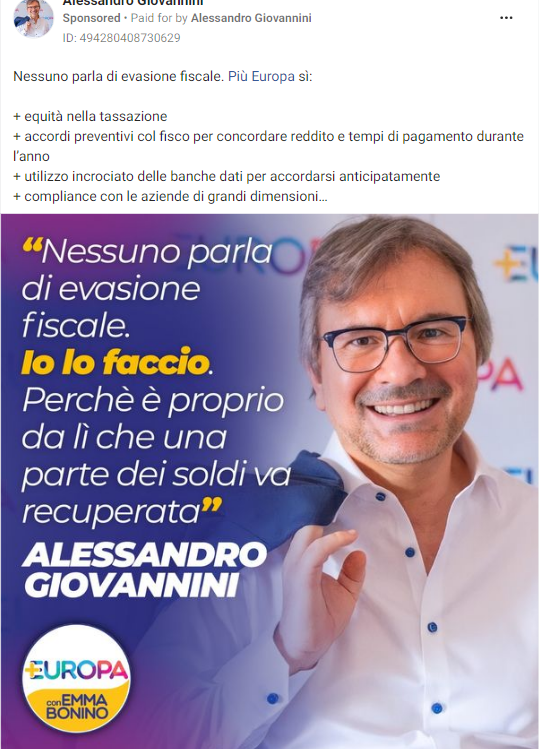 Alessandro Giovannini
Sponsored • Paid for by Alessandro Giovannini
ID: 494280408730629
Nessuno parla di evasione fiscale. Più Europa sì:
+ equità nella tassazione
+ accordi preventivi col fisco per concordare reddito e tempi di pagamento durante
l'anno
+ utilizzo incrociato delle banche dati per accordarsi anticipatamente
+ compliance con le aziende di grandi dimensioni...
“Nessuno parla
di evasione
fiscale.
Io lo faccio.
Perchè è proprio
da lì che una
parte dei soldi va
recuperata”
ALESSANDRO
GIOVANNINI
+EUROPA
con EMMA
BONINO